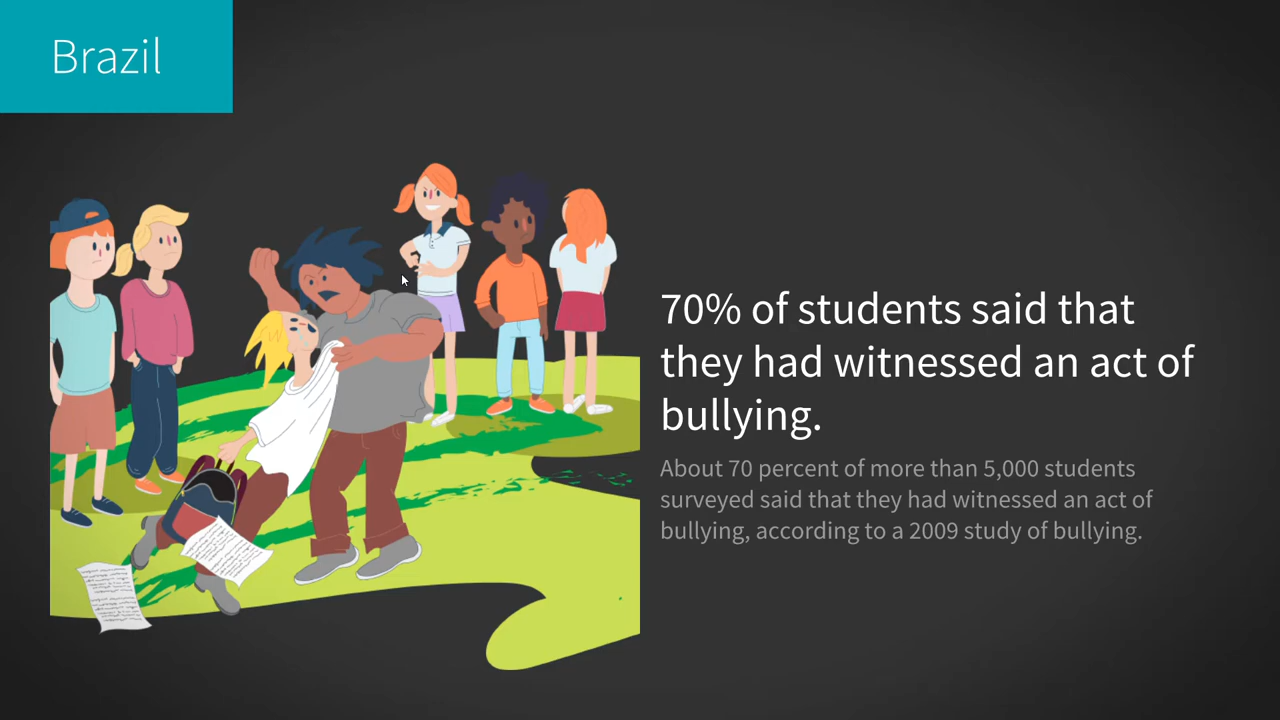 Brazil
70% of students said that
they had witnessed an act of
bullying.
About 70 percent of more than 5,000 students
surveyed said that they had witnessed an act of
bullying, according to a 2009 study of bullying.